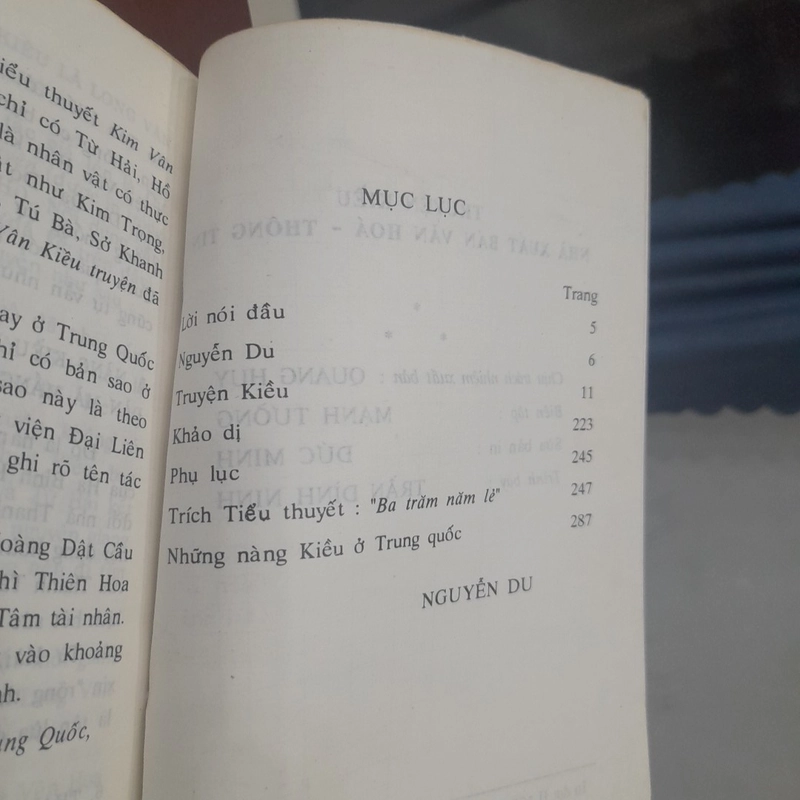 iểu thuyết Kim Vân
chỉ có Từ Hải, Hồ
là nhân vật có thực
ật như Kim Trọng,
Tú Bà, Sở Khanh
Vân Kiều truyện đã
ay ở Trung Quốc
hỉ có bản sao ở
sao này là theo
viện Đại Liên
ghi rõ tên tác
oàng Dật Cầu
hì Thiên Hoa
Tâm tài nhân.
vào khoảng
nh.
ung Quốc,
MỤC LỤC
Trang
Lời nói đầu 5
Nguyễn Du 6
Truyện Kiều 11
Khảo dị 223
Phụ lục 245
Trích Tiểu thuyết : "Ba trăm năm lẻ" 247
Những nàng Kiều ở Trung quốc 287
NGUYỄN DU